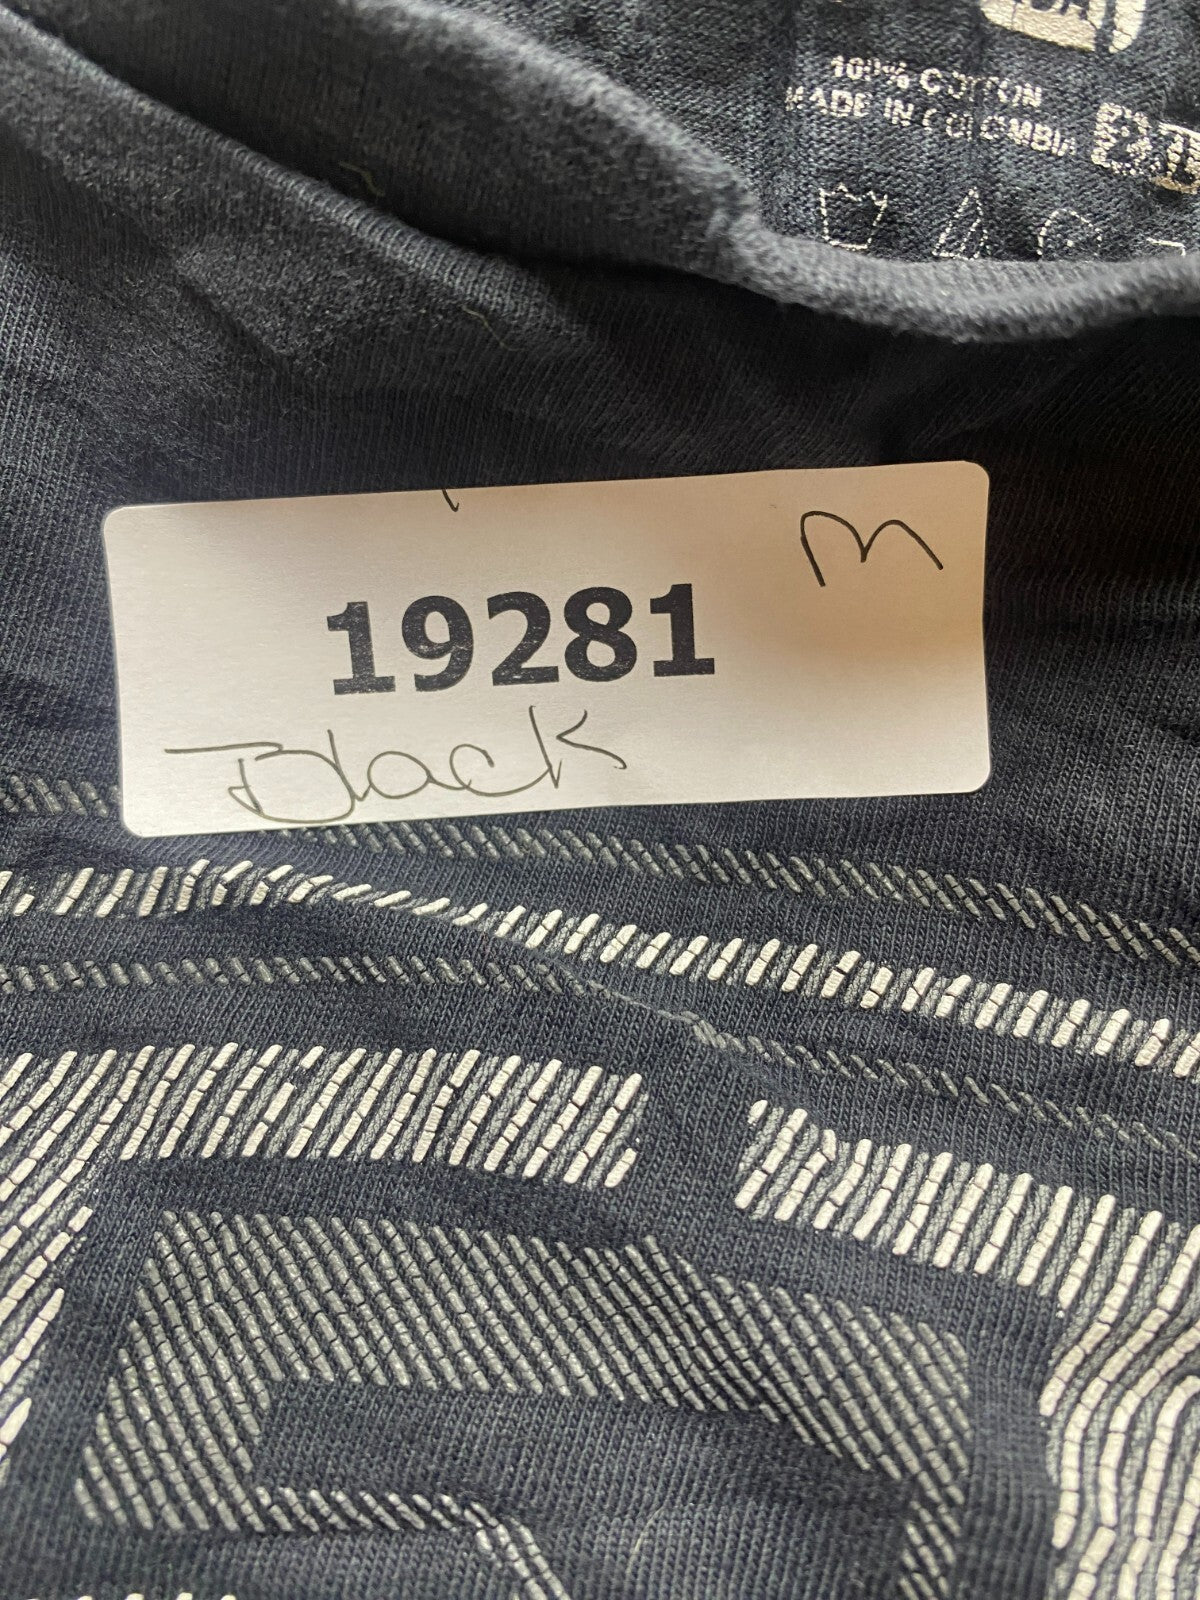 100% COTTON
MADE IN COLOMBIA
M
19281
Black